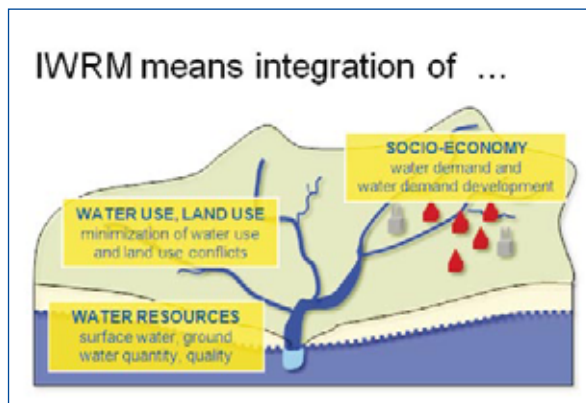 IWRM means integration of ...
SOCIO-ECONOMY
water demand and
water demand development
WATER USE, LAND USE
minimization of water use
and land use conflicts
WATER RESOURCES
surface water, ground
water quantity, quality